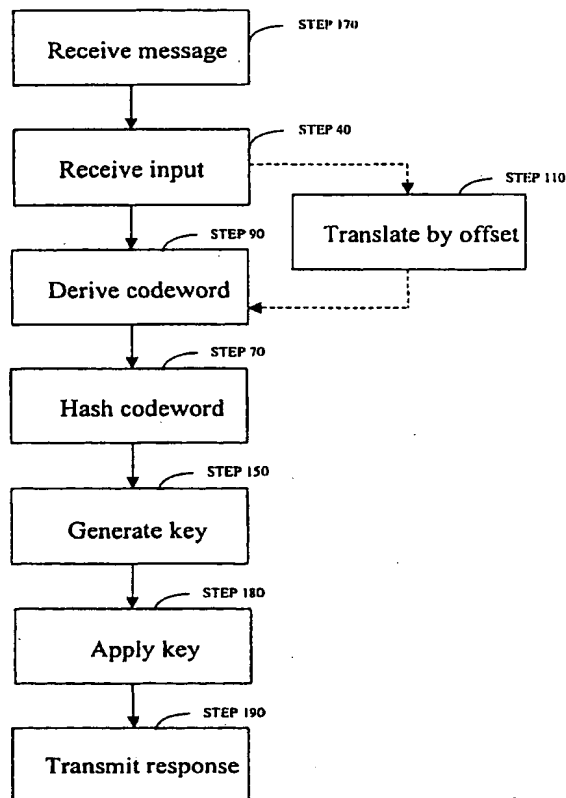 STEP 170
Receive message
STEP 40
Receive input
STEP 110
Translate by offset
STEP 90
Derive codeword
STEP 70
Hash codeword
STEP 150
Generate key
STEP 180
Apply key
STEP 190
Transmit response